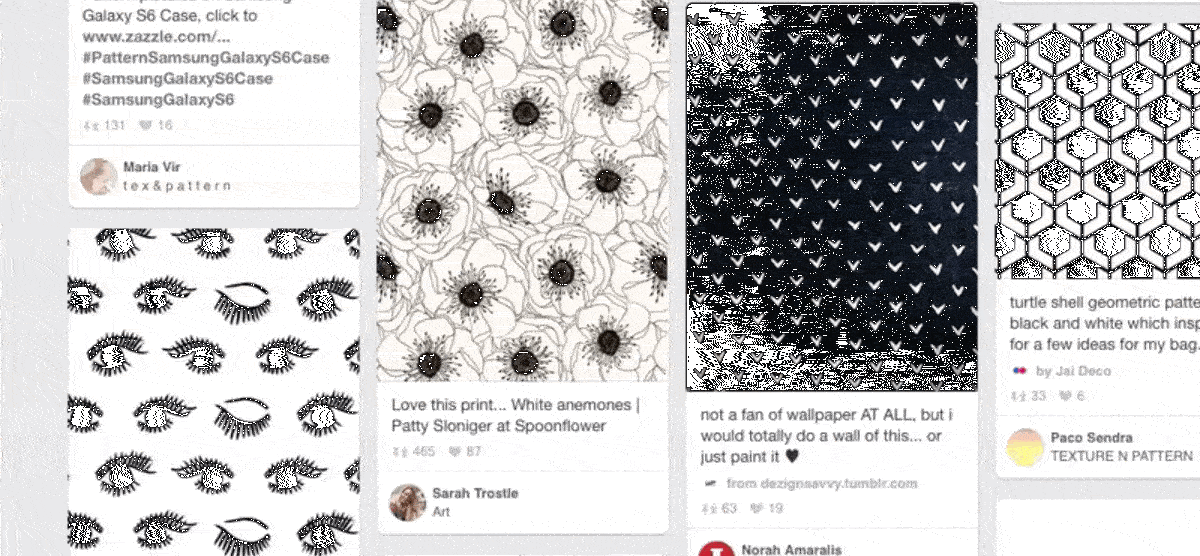 Galaxy S6 Case, click to
www.zazzle.com/...
#PatternSamsungGalaxyS6Case
#SamsungGalaxyS6Case
#SamsungGalaxyS6
131 16
Maria Vir
tex&pattern
Love this print... White anemones |
Patty Sloniger at Spoonflower
465 87
Sarah Trostle
Art
not a fan of wallpaper AT ALL, but i
would totally do a wall of this... or
just paint it ♥
from dezignsavvy.tumblr.com
63 19
Norah Amaralis
turtle shell geometric patte
black and white which insp
for a few ideas for my bag.
by Jai Deco
33 6
Paco Sendra
TEXTURE N PATTERN